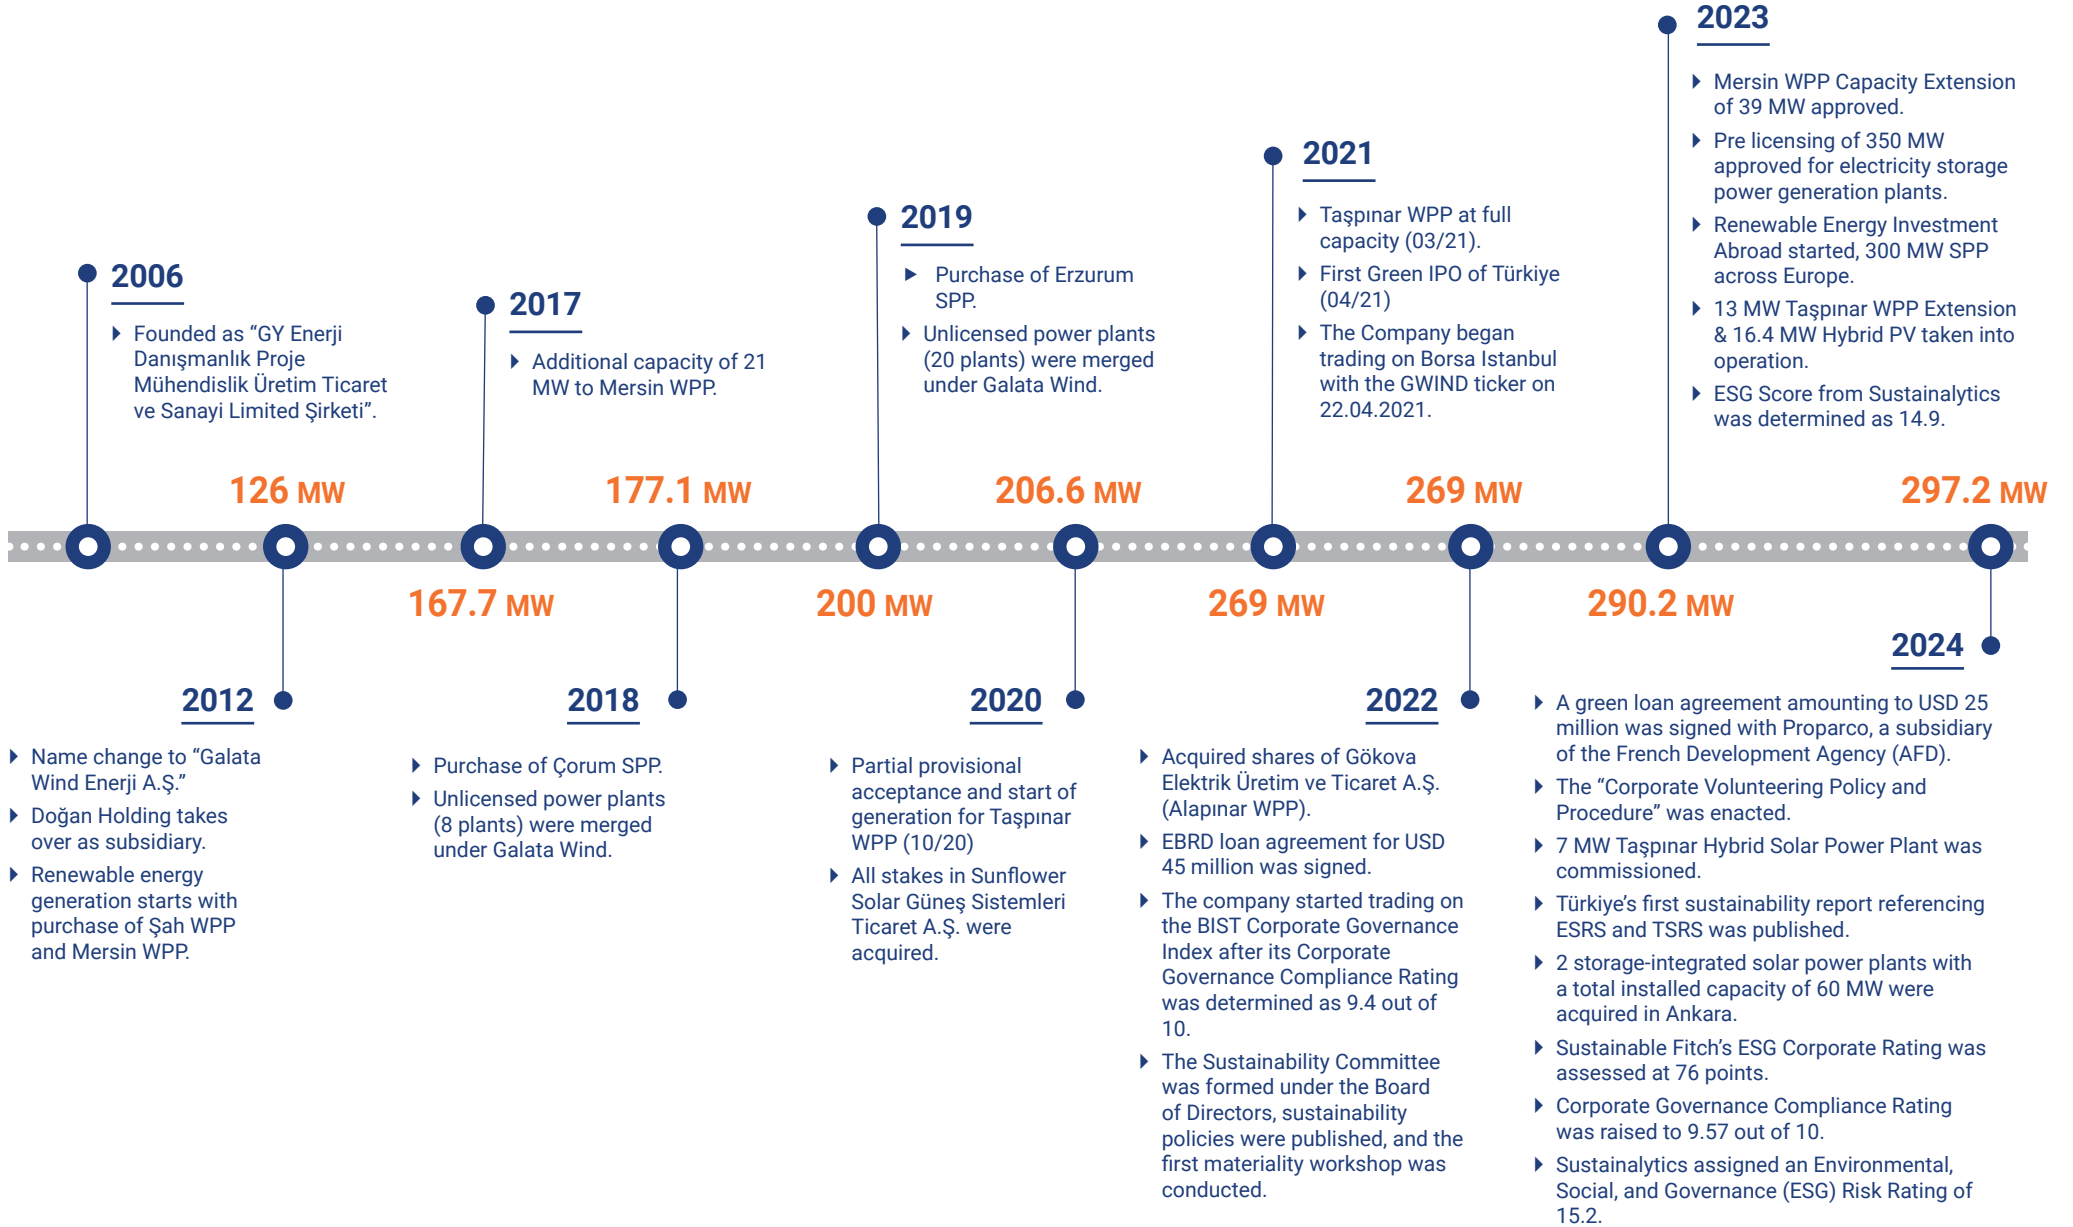 2006
Founded as “GY Enerji
Danışmanlık Proje
Mühendislik Üretim Ticaret
ve Sanayi Limited Şirketi”.
126 MW
2012
Name change to “Galata
Wind Enerji A.Ş.”
Doğan Holding takes
over as subsidiary.
Renewable energy
generation starts with
purchase of Şah WPP
and Mersin WPP.
2017
Additional capacity of 21
MW to Mersin WPP.
167.7 MW
177.1 MW
2018
Purchase of Çorum SPP.
Unlicensed power plants
(8 plants) were merged
under Galata Wind.
2019
Purchase of Erzurum
SPP.
Unlicensed power plants
(20 plants) were merged
under Galata Wind.
200 MW
206.6 MW
2020
Partial provisional
acceptance and start of
generation for Taşpınar
WPP (10/20)
All stakes in Sunflower
Solar Güneş Sistemleri
Ticaret A.Ş. were
acquired.
2021
Taşpınar WPP at full
capacity (03/21).
First Green IPO of Türkiye
(04/21)
The Company began
trading on Borsa Istanbul
with the GWIND ticker on
22.04.2021.
269 MW
269 MW
2022
Acquired shares of Gökova
Elektrik Üretim ve Ticaret A.Ş.
(Alapınar WPP).
EBRD loan agreement for USD
45 million was signed.
The company started trading on
the BIST Corporate Governance
Index after its Corporate
Governance Compliance Rating
was determined as 9.4 out of
10.
The Sustainability Committee
was formed under the Board
of Directors, sustainability
policies were published, and the
first materiality workshop was
conducted.
2023
Mersin WPP Capacity Extension
of 39 MW approved.
Pre licensing of 350 MW
approved for electricity storage
power generation plants.
Renewable Energy Investment
Abroad started, 300 MW SPP
across Europe.
13 MW Taşpınar WPP Extension
& 16.4 MW Hybrid PV taken into
operation.
ESG Score from Sustainalytics
was determined as 14.9.
290.2 MW
297.2 MW
2024
A green loan agreement amounting to USD 25
million was signed with Proparco, a subsidiary
of the French Development Agency (AFD).
The “Corporate Volunteering Policy and
Procedure” was enacted.
7 MW Taşpınar Hybrid Solar Power Plant was
commissioned.
Türkiye’s first sustainability report referencing
ESRS and TSRS was published.
2 storage-integrated solar power plants with
a total installed capacity of 60 MW were
acquired in Ankara.
Sustainable Fitch’s ESG Corporate Rating was
assessed at 76 points.
Corporate Governance Compliance Rating
was raised to 9.57 out of 10.
Sustainalytics assigned an Environmental,
Social, and Governance (ESG) Risk Rating of
15.2.